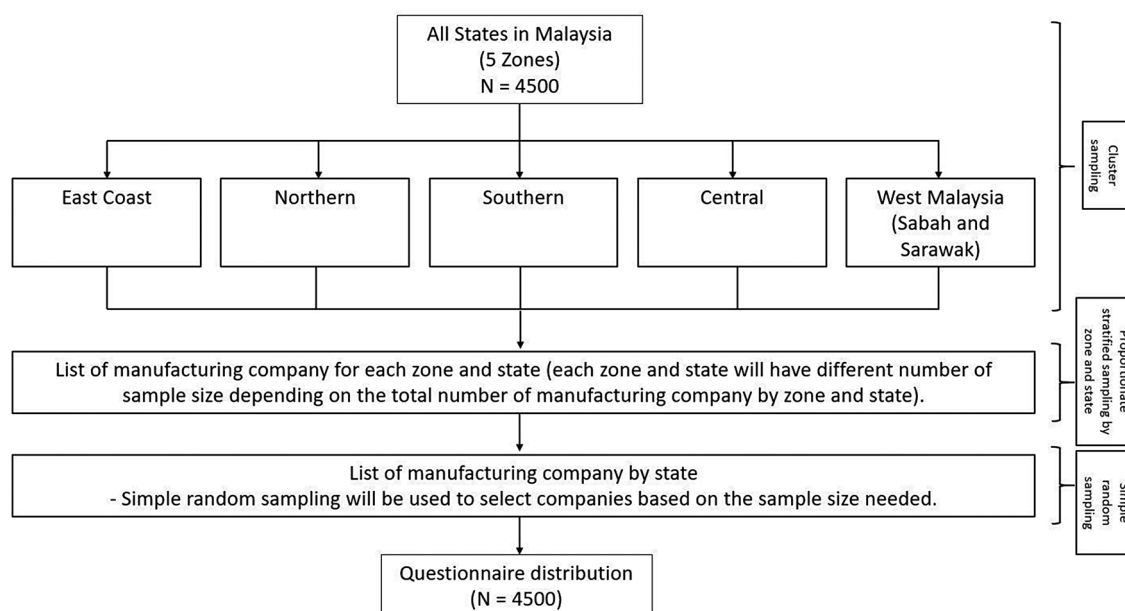 All States in Malaysia
(5 Zones)
N = 4500
East Coast
Northern
Southern
Central
West Malaysia
(Sabah and
Sarawak)
Cluster
sampling
List of manufacturing company for each zone and state (each zone and state will have different number of
sample size depending on the total number of manufacturing company by zone and state).
Proportionate
stratified sampling by
zone and state
List of manufacturing company by state
- Simple random sampling will be used to select companies based on the sample size needed.
Simple
random
sampling
Questionnaire distribution
(N = 4500)